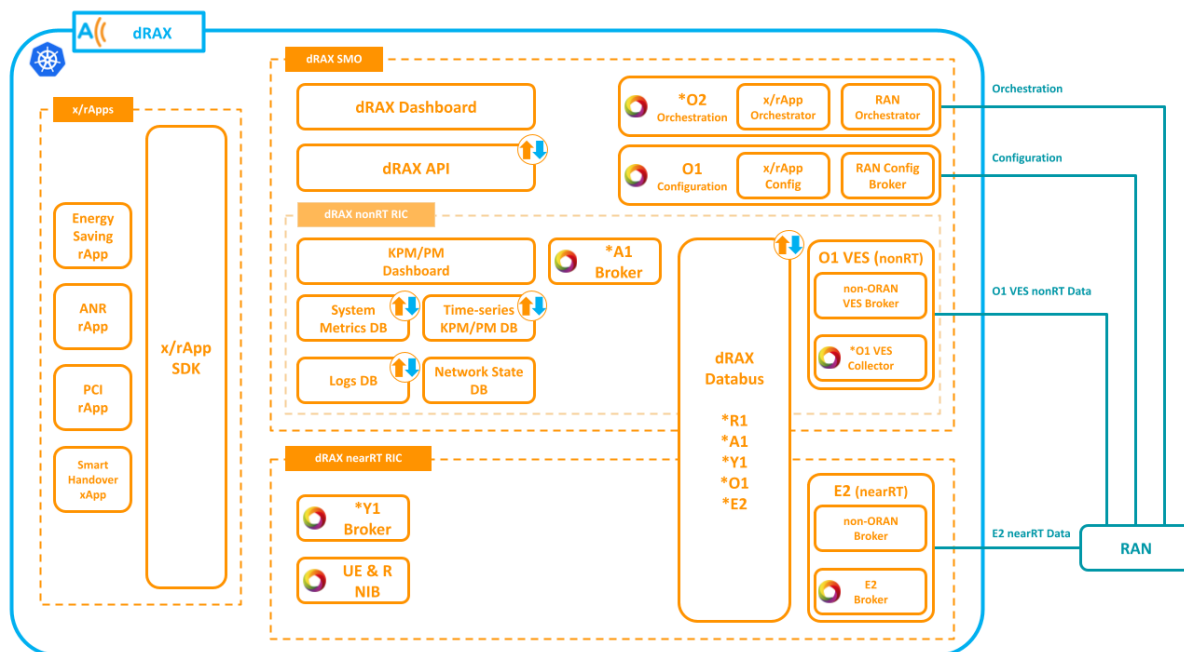 dRAX
x/rApps
Energy
Saving
rApp
ANR
rApp
PCI
rApp
Smart
Handover
xApp
x/rApp
SDK
dRAX SMO
dRAX Dashboard
dRAX API
*O2
Orchestration
x/rApp
Orchestrator
RAN
Orchestrator
O1
Configuration
x/rApp
Config
RAN Config
Broker
dRAX nonRT RIC
KPM/PM
Dashboard
*A1
Broker
System
Metrics DB
Time-series
KPM/PM DB
Logs DB
Network State
DB
dRAX
Databus
*R1
*A1
*Y1
*O1
*E2
O1 VES (nonRT)
non-ORAN
VES Broker
*O1 VES
Collector
dRAX nearRT RIC
*Y1
Broker
UE & R
NIB
E2 (nearRT)
non-ORAN
Broker
E2
Broker
Orchestration
Configuration
O1 VES nonRT Data
E2 nearRT Data
RAN